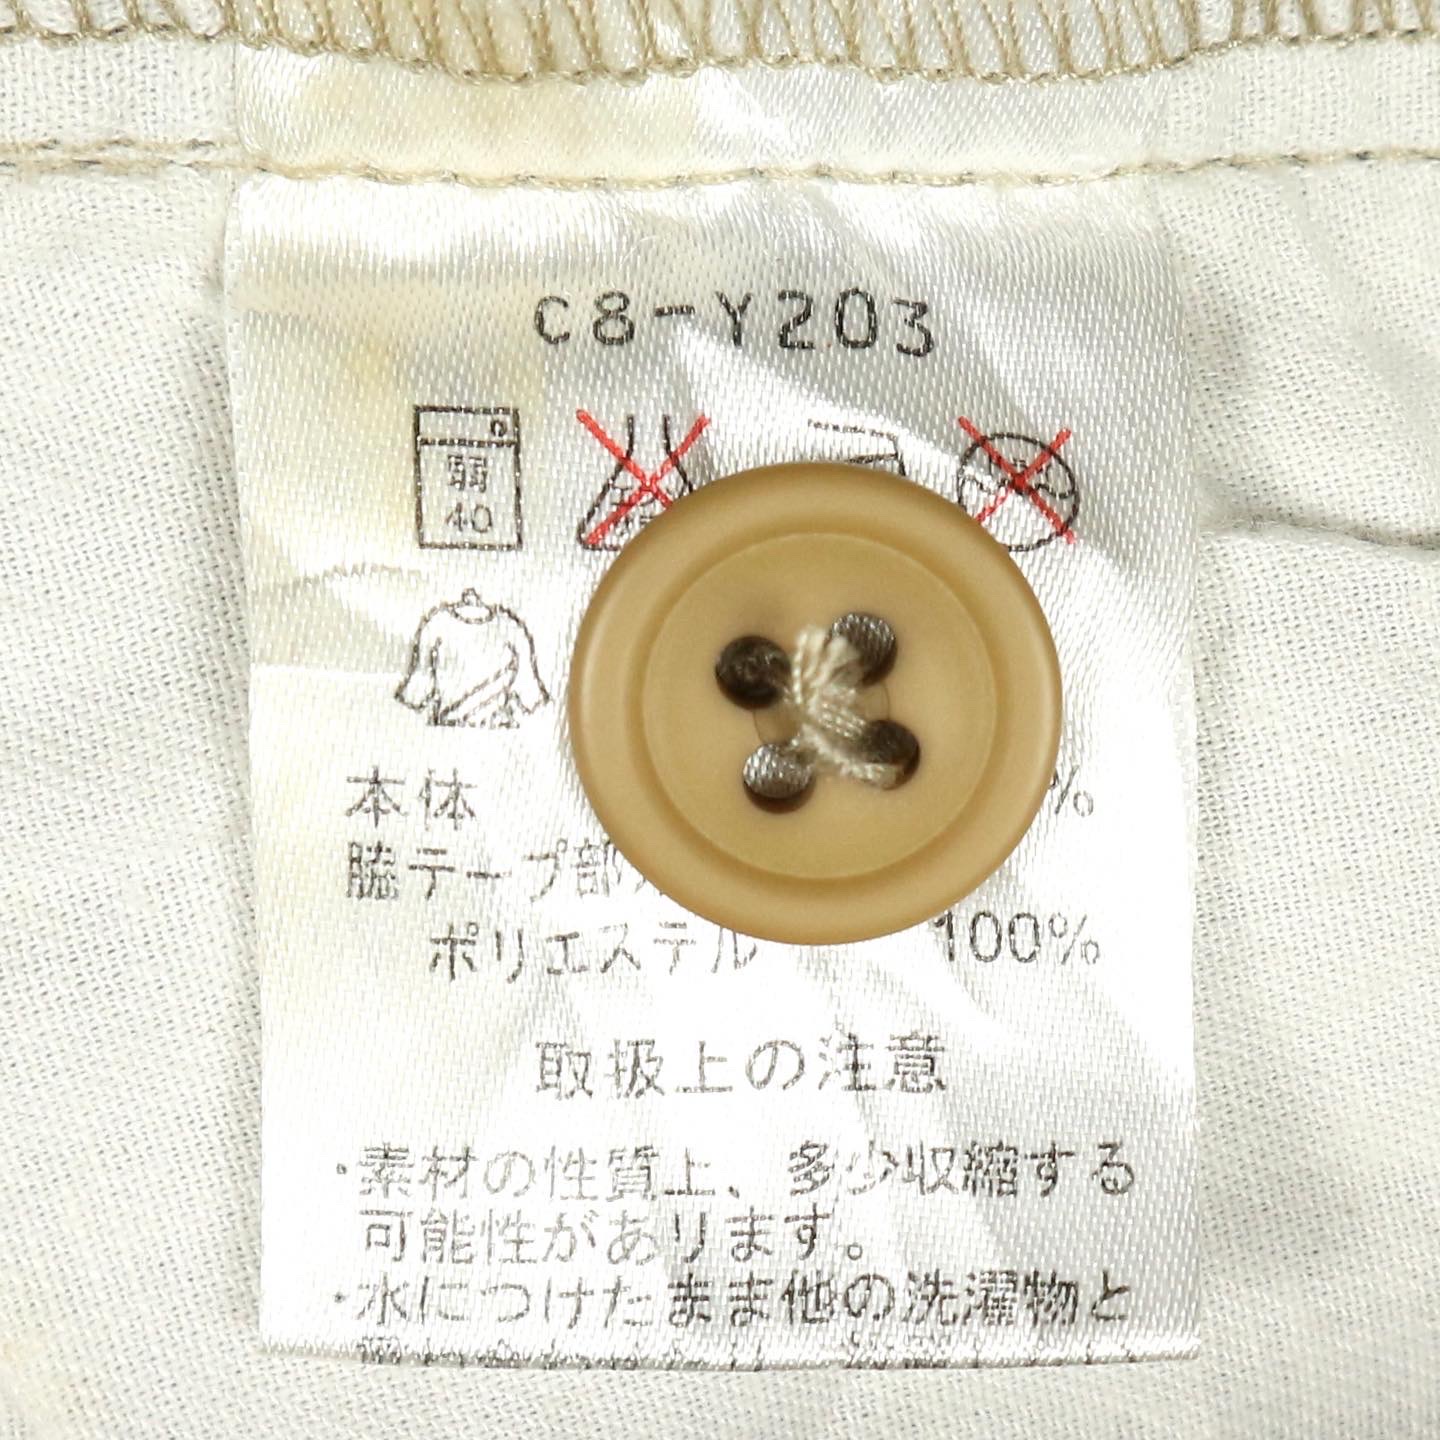 C8-Y203
弱
40
本体 %
脇テープ部
ポリエステル 100%
取扱上の注意
・素材の性質上、多少収縮する
可能性があります。
・水につけたまま他の洗濯物と